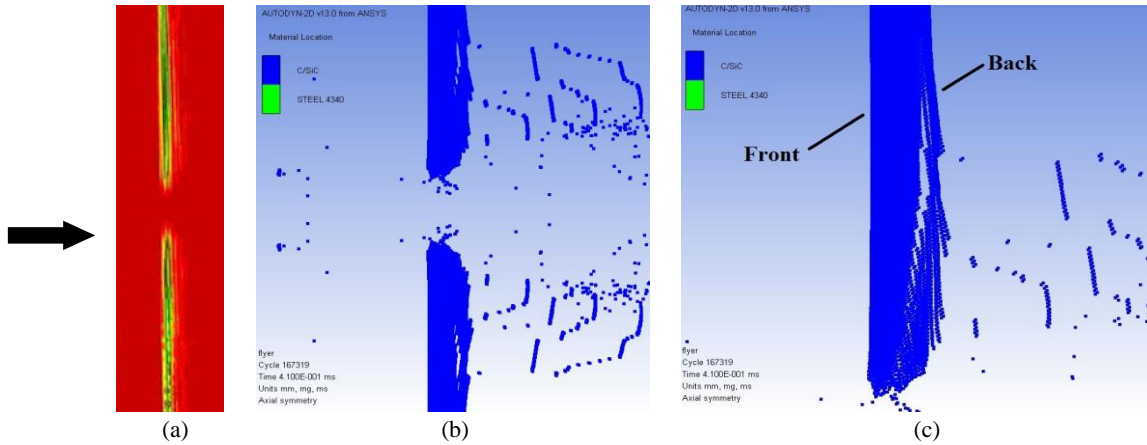 AUTODYN-2D v13.0 from ANSYS
Material Location
C/SiC
STEEL 4340
flyer
Cycle 167319
Time 4.100E-001 ms
Units mm, mg, ms
Axial symmetry
AUTODYN-2D v13.0 from ANSYS
Material Location
C/SiC
STEEL 4340
Back
Front
flyer
Cycle 167319
Time 4.100E-001 ms
Units mm, mg, ms
Axial symmetry
(a)
(b)
(c)